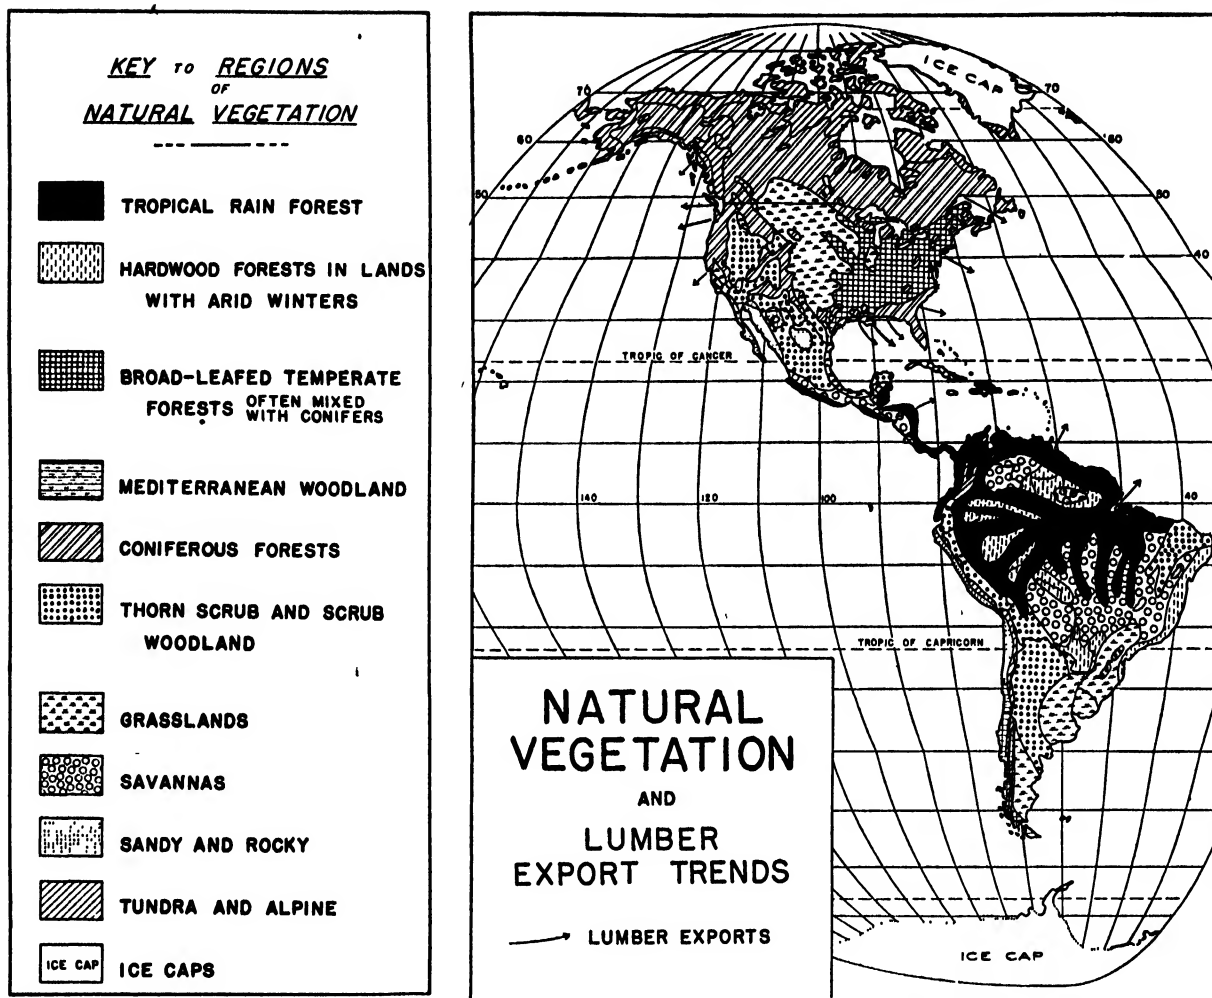 KEY TO REGIONS
OF
NATURAL VEGETATION
TROPICAL RAIN FOREST
HARDWOOD FORESTS IN LANDS
WITH ARID WINTERS
BROAD-LEAFED TEMPERATE
FORESTS OFTEN MIXED
WITH CONIFERS
MEDITERRANEAN WOODLAND
CONIFEROUS FORESTS
THORN SCRUB AND SCRUB
WOODLAND
GRASSLANDS
SAVANNAS
SANDY AND ROCKY
TUNDRA AND ALPINE
ICE CAP ICE CAPS
ICE CAP
70
70
60
60
50
50
40
TROPIC OF CANCER
140
120
100
40
TROPIC OF CAPRICORN
NATURAL
VEGETATION
AND
LUMBER
EXPORT TRENDS
LUMBER EXPORTS
ICE CAP